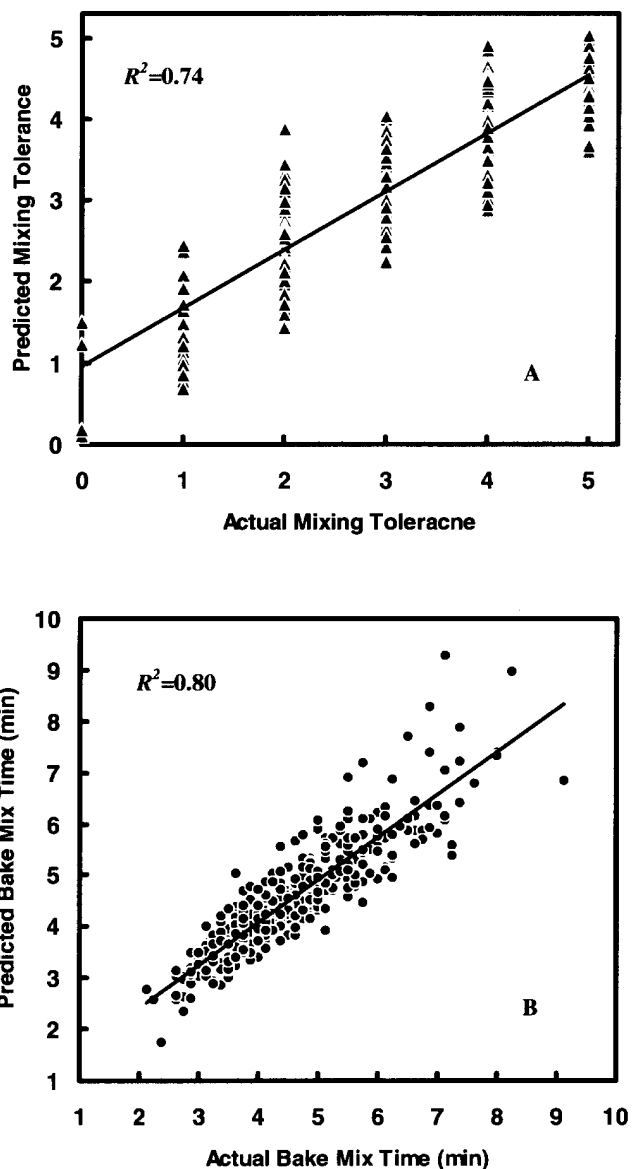 5
R²=0.74
4
3
2
1
0
Predicted Mixing Tolerance
A
0 1 2 3 4 5
Actual Mixing Toleracne
10
9
R²=0.80
8
7
6
5
4
3
2
1
Predicted Bake Mix Time (min)
B
1 2 3 4 5 6 7 8 9 10
Actual Bake Mix Time (min)